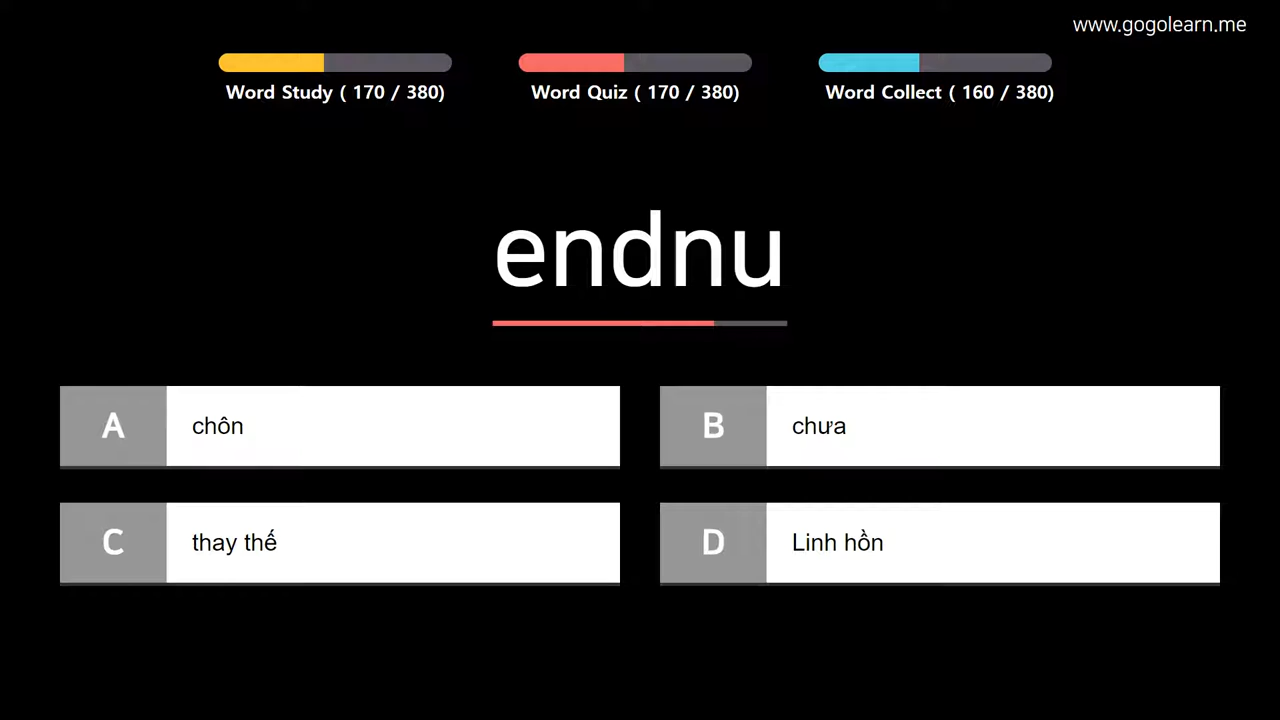 www.gogolearn.me
Word Study ( 170 / 380)
Word Quiz ( 170 / 380)
Word Collect ( 160 / 380)
endnu
A chôn
B chưa
C thay thế
D Linh hồn